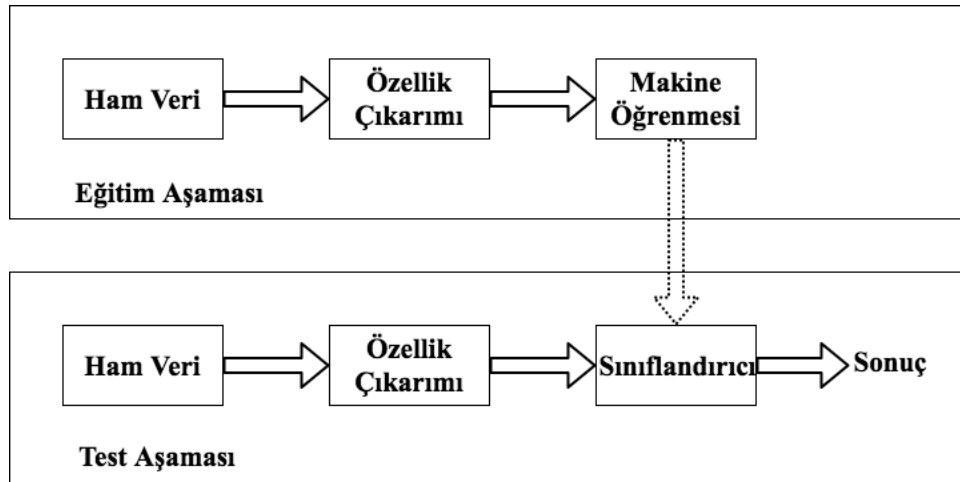 Ham Veri
Özellik
Çıkarımı
Makine
Öğrenmesi
Eğitim Aşaması
Ham Veri
Özellik
Çıkarımı
Sınıflandırıcı
Sonuç
Test Aşaması